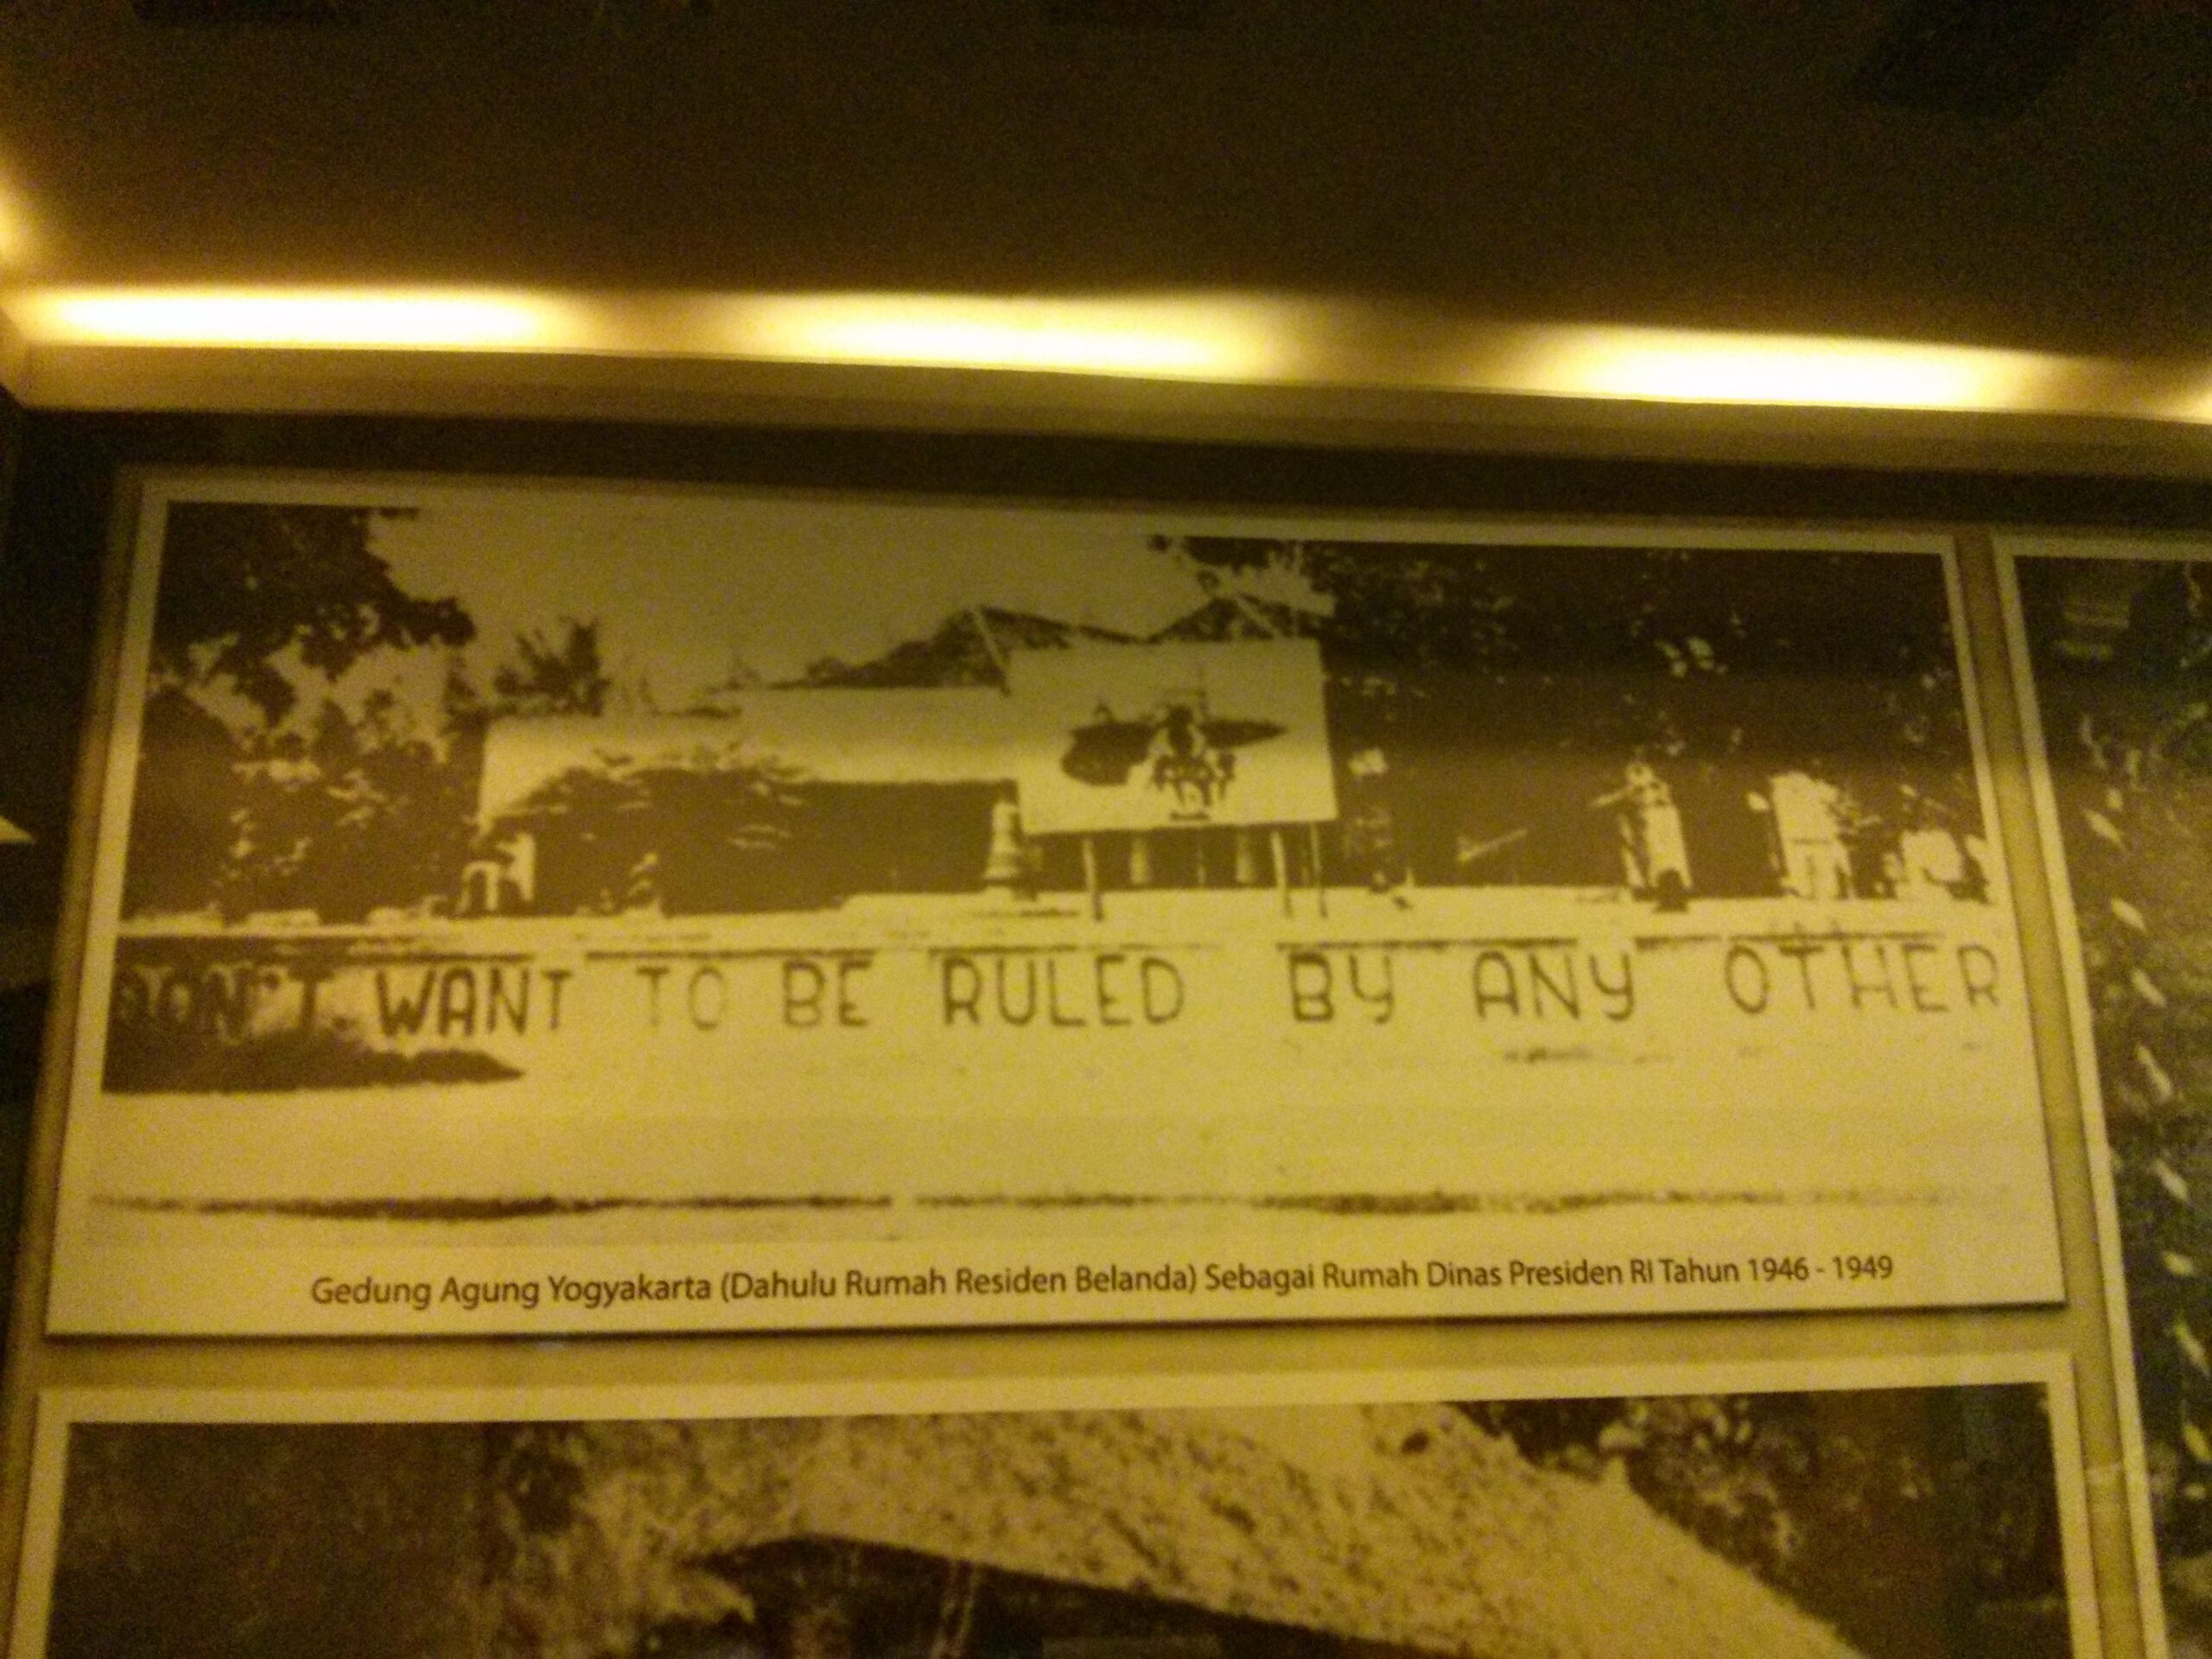 DON'T WANT TO BE RULED BY ANY OTHER
Gedung Agung Yogyakarta (Dahulu Rumah Residen Belanda) Sebagai Rumah Dinas Presiden RI Tahun 1946 - 1949